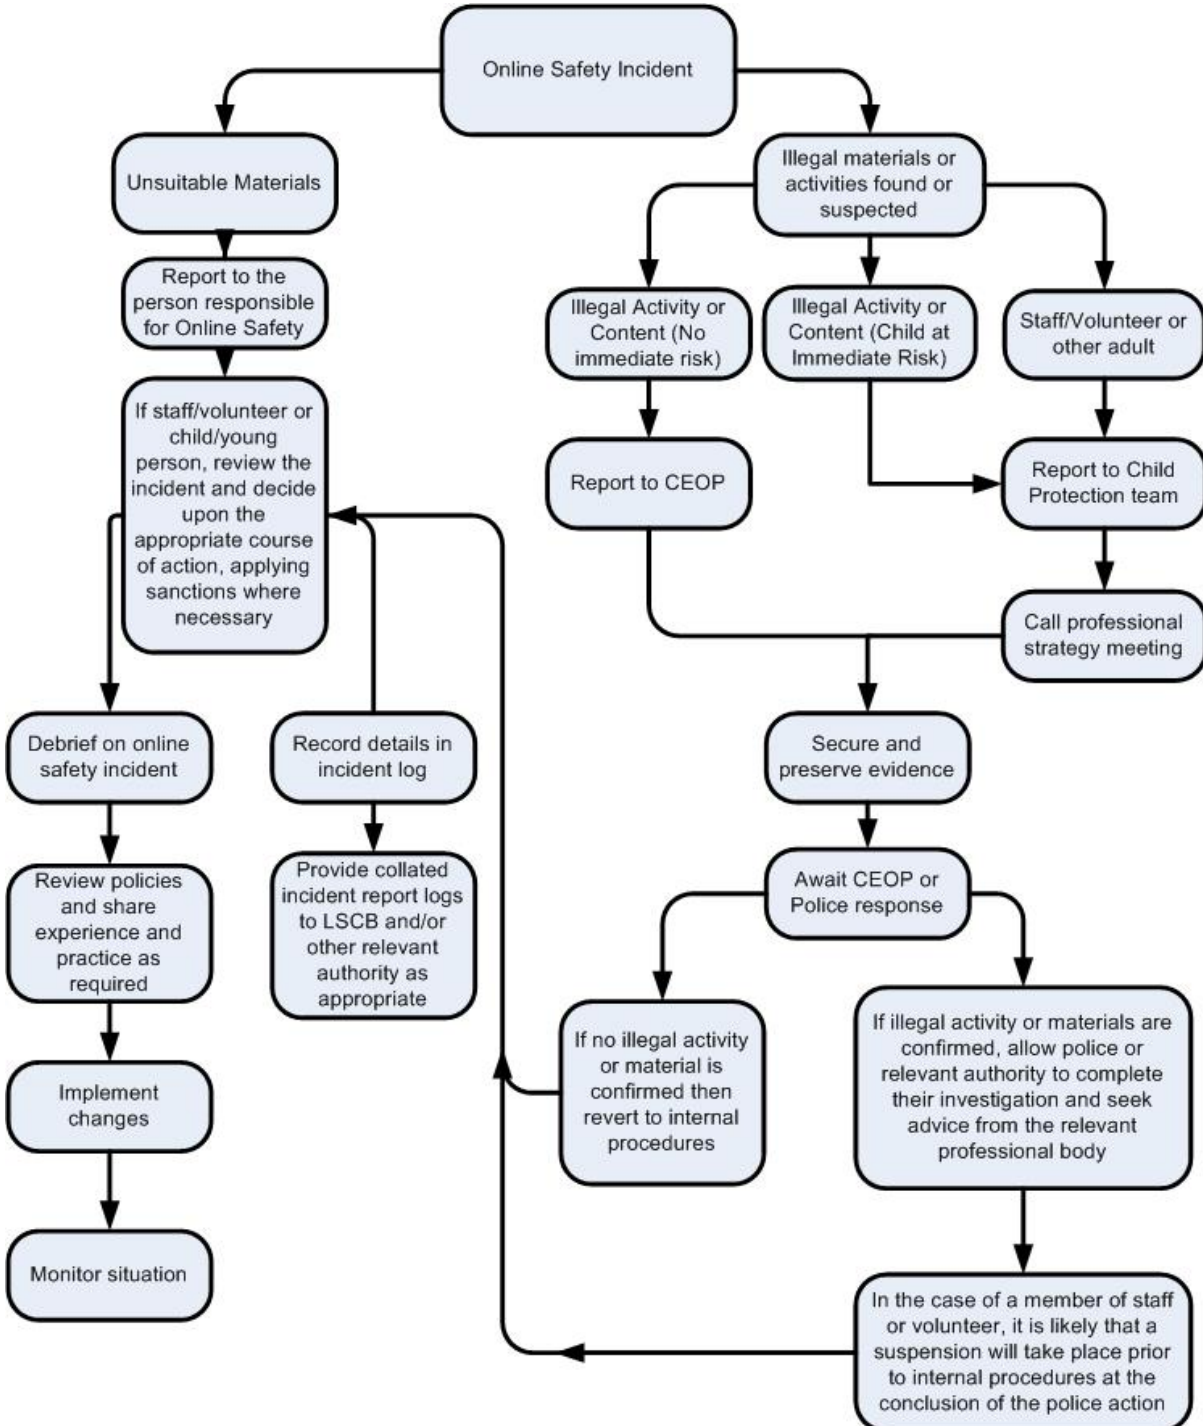 Online Safety Incident
Unsuitable Materials
Illegal materials or
activities found or
suspected
Report to the
person responsible
for Online Safety
Illegal Activity or
Content (No
immediate risk)
Illegal Activity or
Content (Child at
Immediate Risk)
Staff/Volunteer or
other adult
If staff/volunteer or
child/young
person, review the
incident and decide
upon the
appropriate course
of action, applying
sanctions where
necessary
Report to CEOP
Report to Child
Protection team
Call professional
strategy meeting
Debrief on online
safety incident
Record details in
incident log
Secure and
preserve evidence
Review policies
and share
experience and
practice as
required
Provide collated
incident report logs
to LSCB and/or
other relevant
authority as
appropriate
Await CEOP or
Police response
Implement
changes
If no illegal activity
or material is
confirmed then
revert to internal
procedures
If illegal activity or materials are
confirmed, allow police or
relevant authority to complete
their investigation and seek
advice from the relevant
professional body
Monitor situation
In the case of a member of staff
or volunteer, it is likely that a
suspension will take place prior
to internal procedures at the
conclusion of the police action